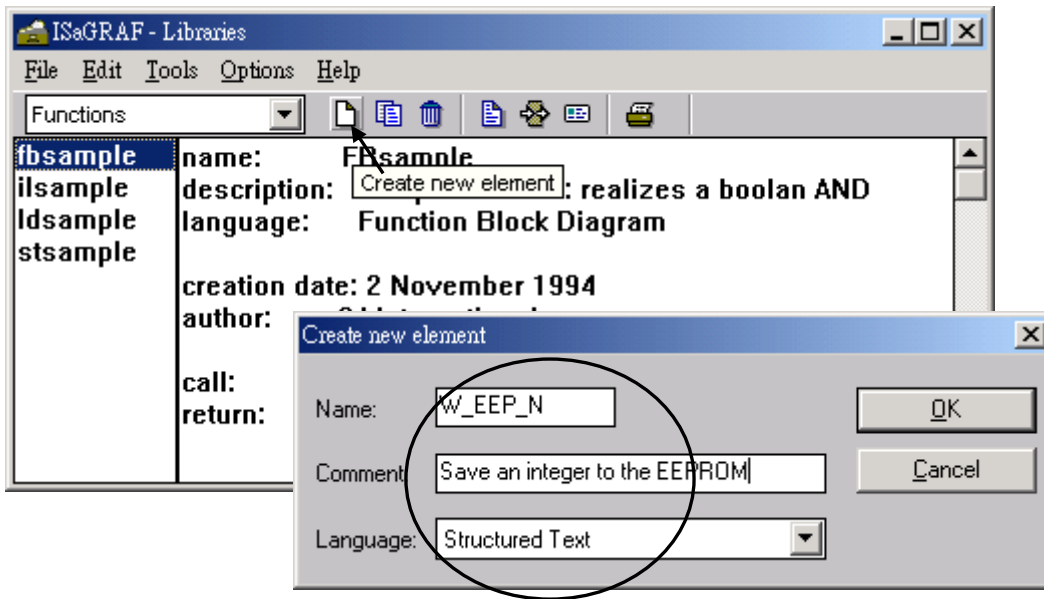 ISaGRAF - Libraries
File Edit Tools Options Help
Functions
fbsample
ilsample
ldsample
stsample
name: FBsample
description: : realizes a boolan AND
Create new element
language: Function Block Diagram
creation date: 2 November 1994
author:
call:
return:
Create new element
Name: W_EEP_N
OK
Comment Save an integer to the EEPROM
Cancel
Language: Structured Text